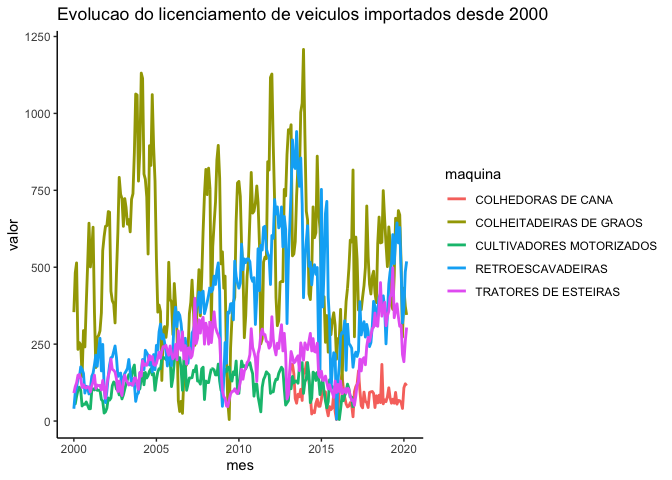 Evolucao do licenciamento de veiculos importados desde 2000
1250
1000
750
500
250
0
valor
2000
2005
2010
2015
2020
mes
maquina
COLHEDORAS DE CANA
COLHEITADEIRAS DE GRAOS
CULTIVADORES MOTORIZADOS
RETROESCAVADEIRAS
TRATORES DE ESTEIRAS